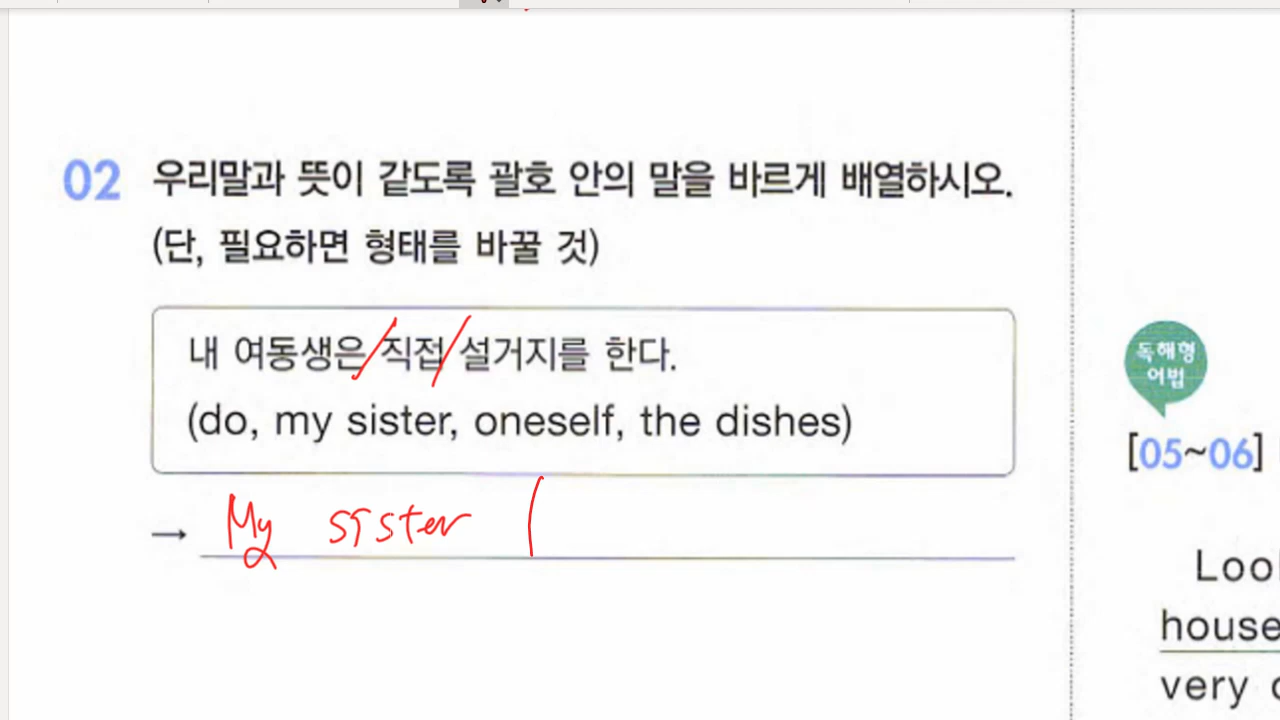 02 우리말과 뜻이 같도록 괄호 안의 말을 바르게 배열하시오.
(단, 필요하면 형태를 바꿀 것)
내 여동생은 / 직접 / 설거지를 한다.
(do, my sister, oneself, the dishes)
→ My sister (
독해형
어법
[05~06]
Look
house
very